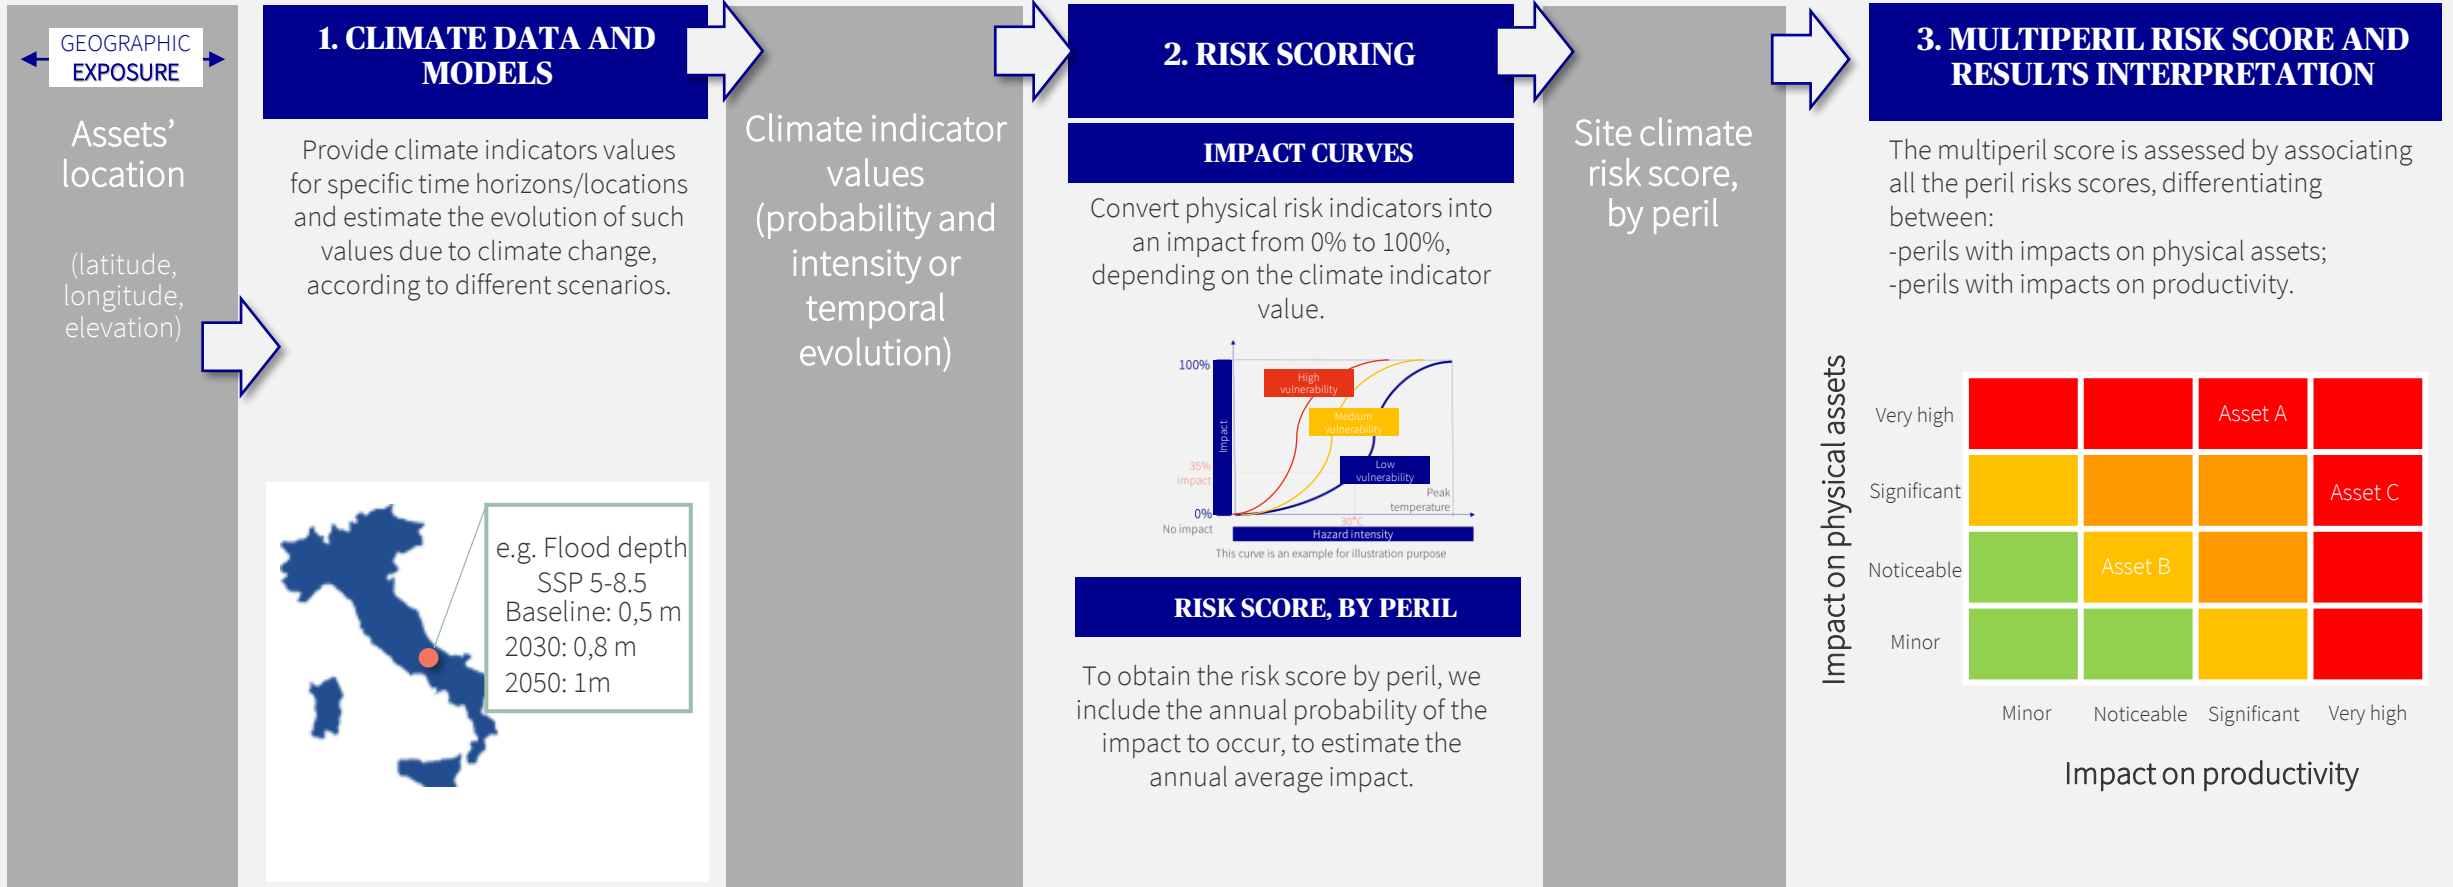 GEOGRAPHIC
EXPOSURE
Assets'
location
(latitude,
longitude,
elevation)
1. CLIMATE DATA AND
MODELS
Provide climate indicators values
for specific time horizons/locations
and estimate the evolution of such
values due to climate change,
according to different scenarios.
e.g. Flood depth
SSP 5-8.5
Baseline: 0,5 m
2030: 0,8 m
2050: 1m
Climate indicator
values
(probability and
intensity or
temporal
evolution)
2. RISK SCORING
IMPACT CURVES
Convert physical risk indicators into
an impact from 0% to 100%,
depending on the climate indicator
value.
100%
High
vulnerability
Medium
vulnerability
Impact
35%
impact
Low
vulnerability
Peak
temperature
0%
No impact
30°C
Hazard intensity
This curve is an example for illustration purpose
RISK SCORE, BY PERIL
To obtain the risk score by peril, we
include the annual probability of the
impact to occur, to estimate the
annual average impact.
Site climate
risk score,
by peril
3. MULTIPERIL RISK SCORE AND
RESULTS INTERPRETATION
The multiperil score is assessed by associating
all the peril risks scores, differentiating
between:
-perils with impacts on physical assets;
-perils with impacts on productivity.
Impact on physical assets
Very high
Asset A
Significant
Asset C
Noticeable
Asset B
Minor
Minor
Noticeable
Significant
Very high
Impact on productivity